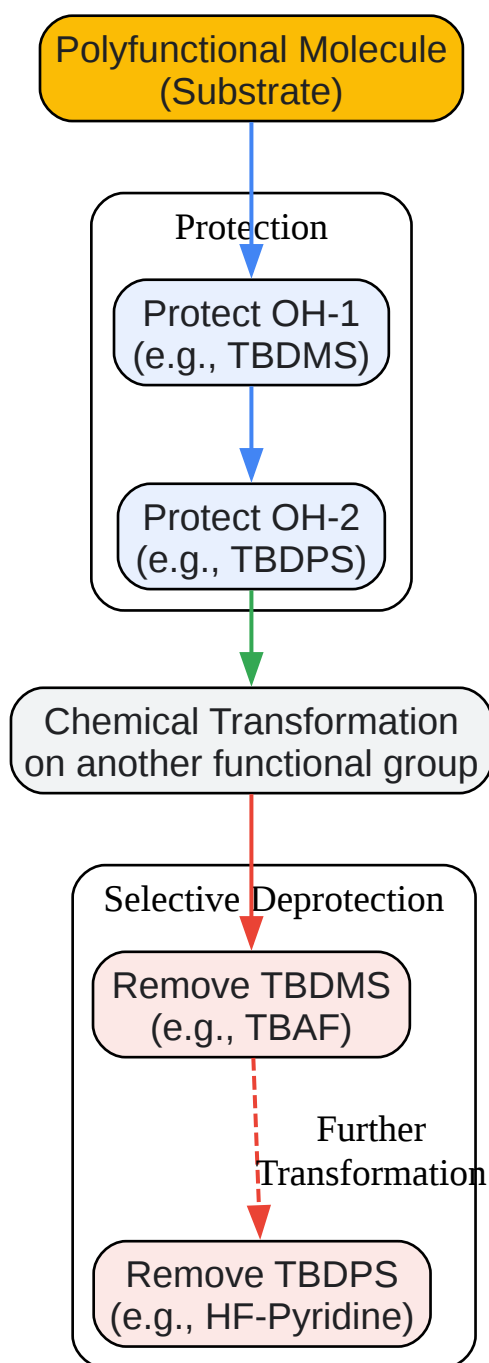 Polyfunctional Molecule
(Substrate)
Protection
Protect OH-1
(e.g., TBDMS)
Protect OH-2
(e.g., TBDPS)
Chemical Transformation
on another functional group
Selective Deprotection
Remove TBDMS
(e.g., TBAF)
Further
Transformation
Remove TBDPS
(e.g., HF-Pyridine)